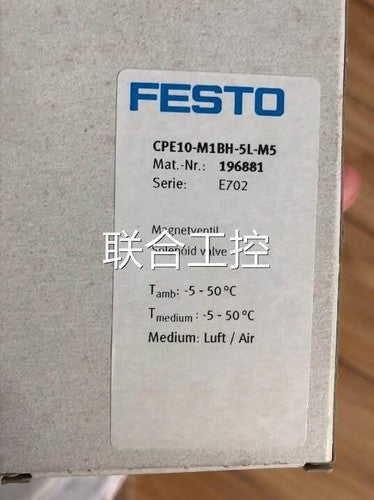 FESTO
CPE10-M1BH-5L-M5
Mat.-Nr.: 196881
Serie: E702
Magnetventil
Solenoid valve
联合工控
Tamb: -5 - 50 °C
Tmedium : -5 - 50 °C
Medium: Luft / Air